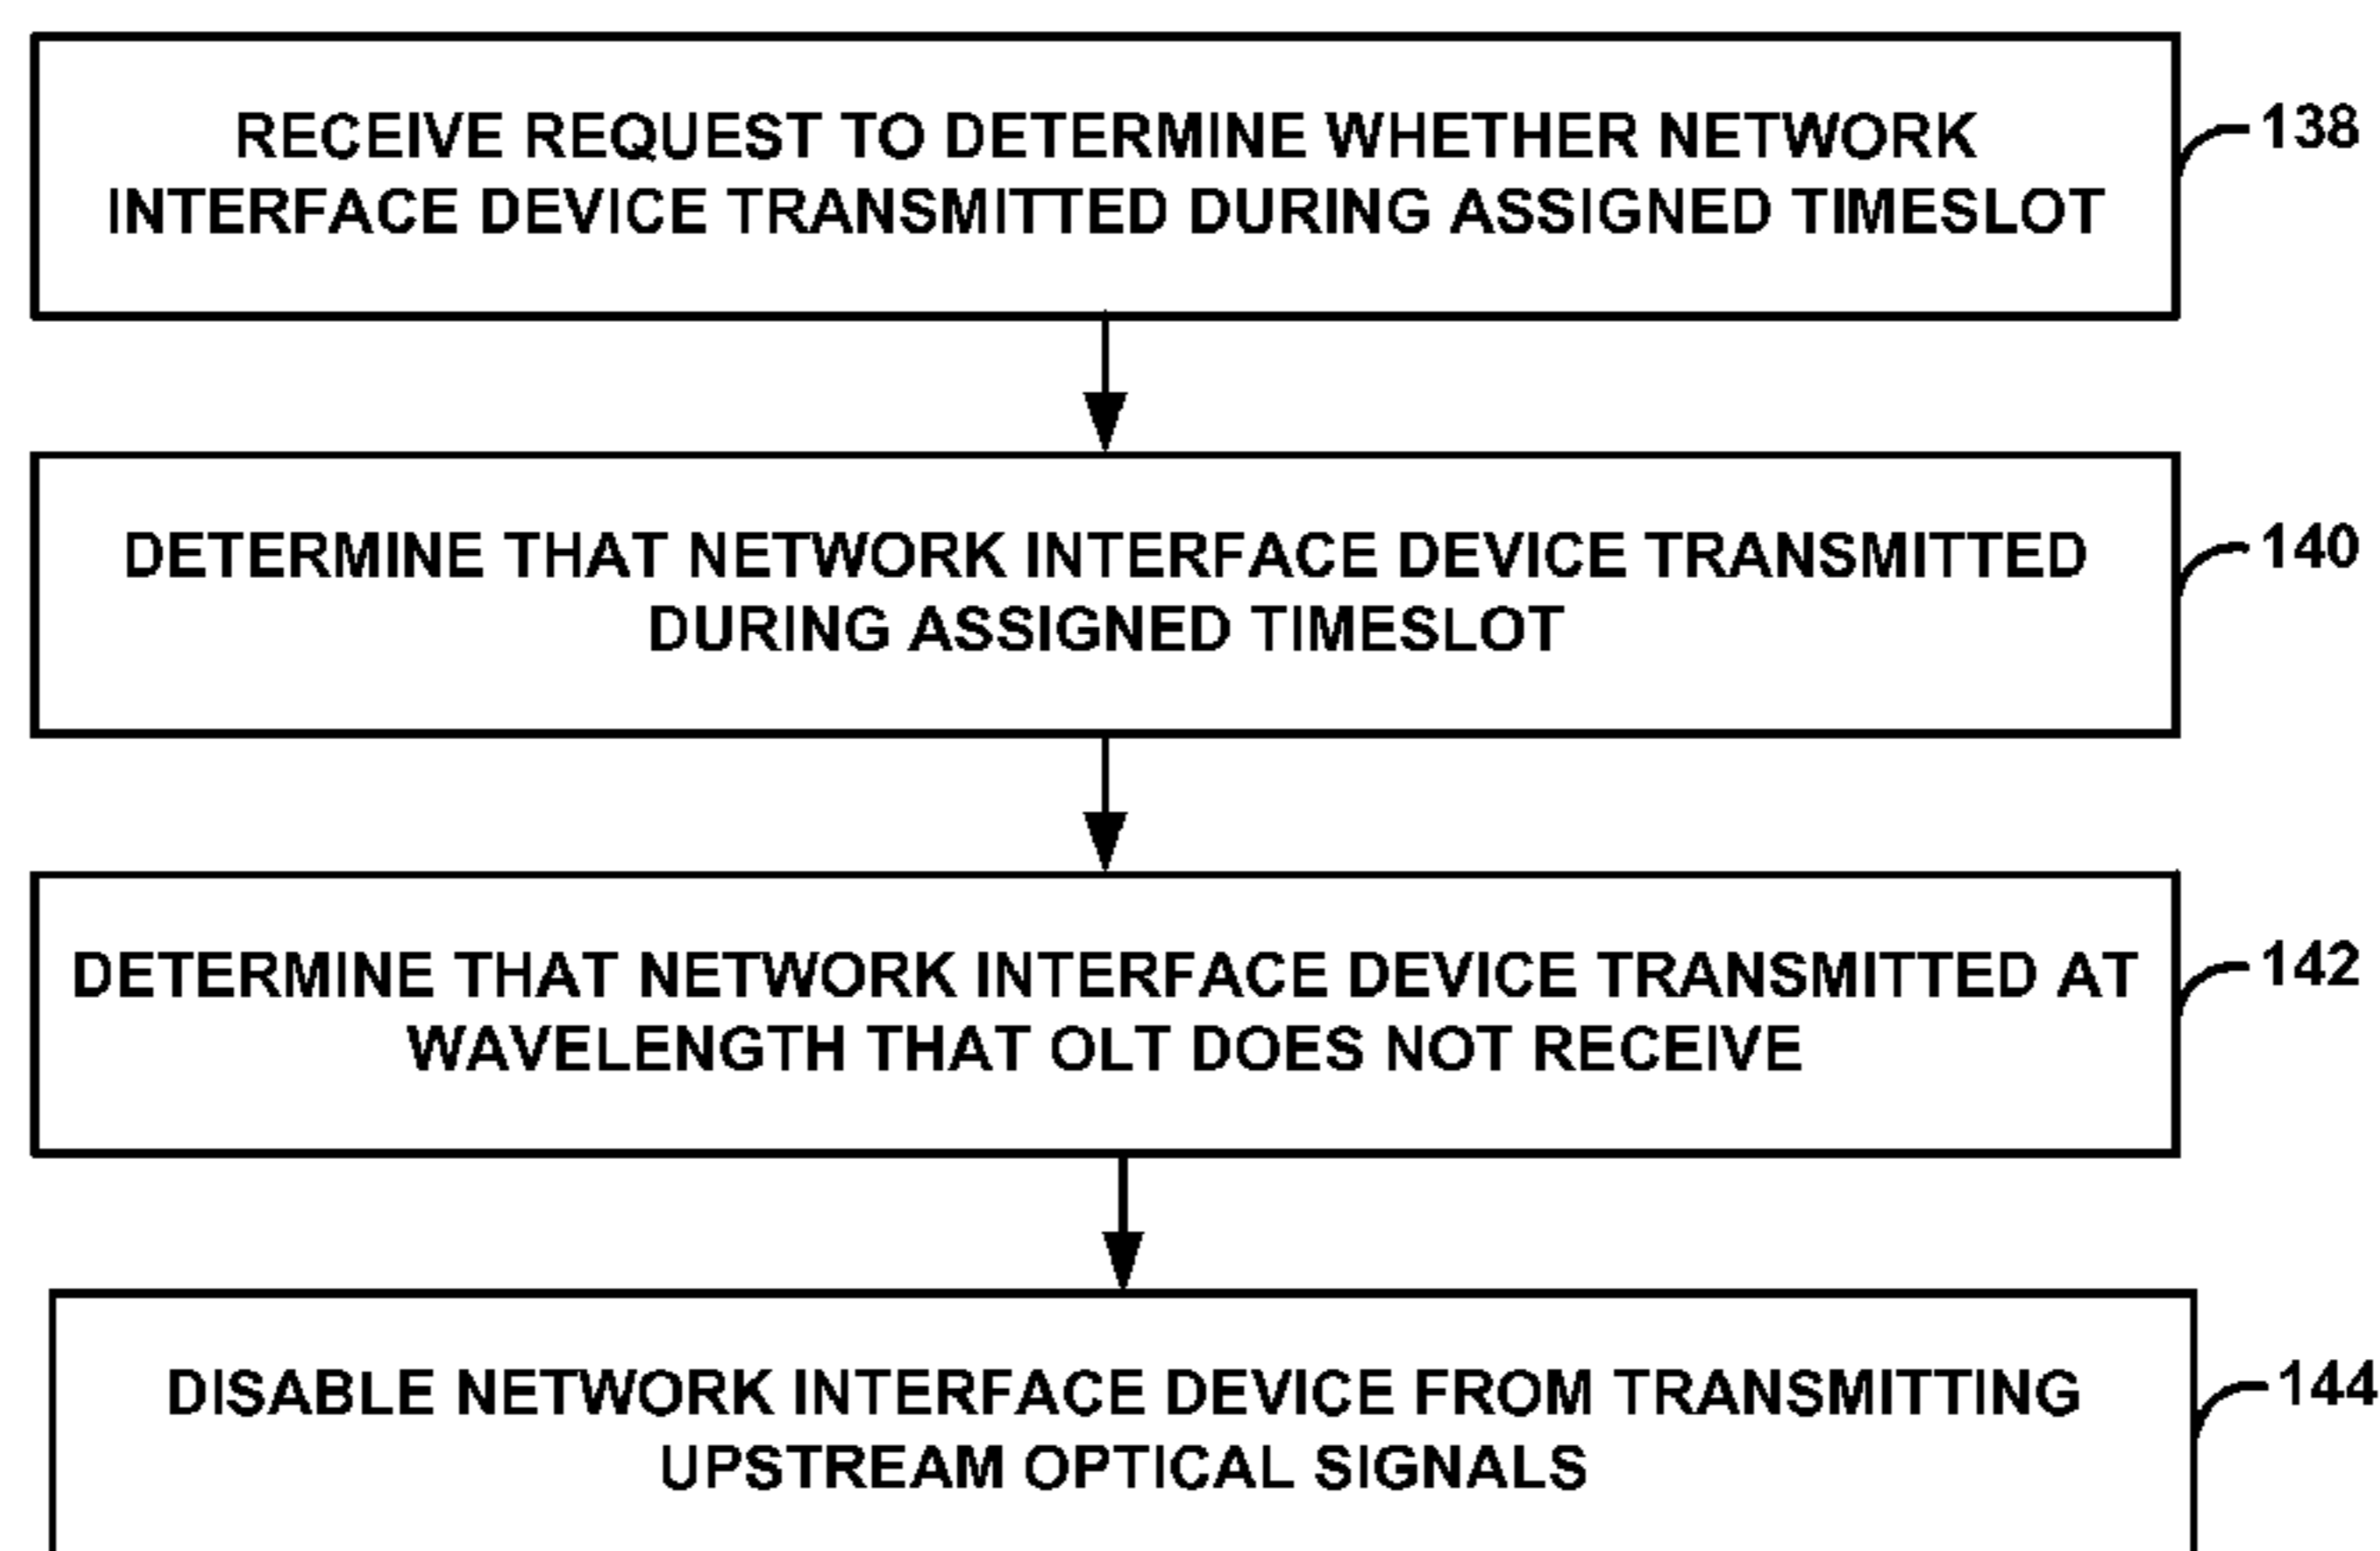 RECEIVE REQUEST TO DETERMINE WHETHER NETWORK
INTERFACE DEVICE TRANSMITTED DURING ASSIGNED TIMESLOT
138
DETERMINE THAT NETWORK INTERFACE DEVICE TRANSMITTED
DURING ASSIGNED TIMESLOT
140
DETERMINE THAT NETWORK INTERFACE DEVICE TRANSMITTED AT
WAVELENGTH THAT OLT DOES NOT RECEIVE
142
DISABLE NETWORK INTERFACE DEVICE FROM TRANSMITTING
UPSTREAM OPTICAL SIGNALS
144